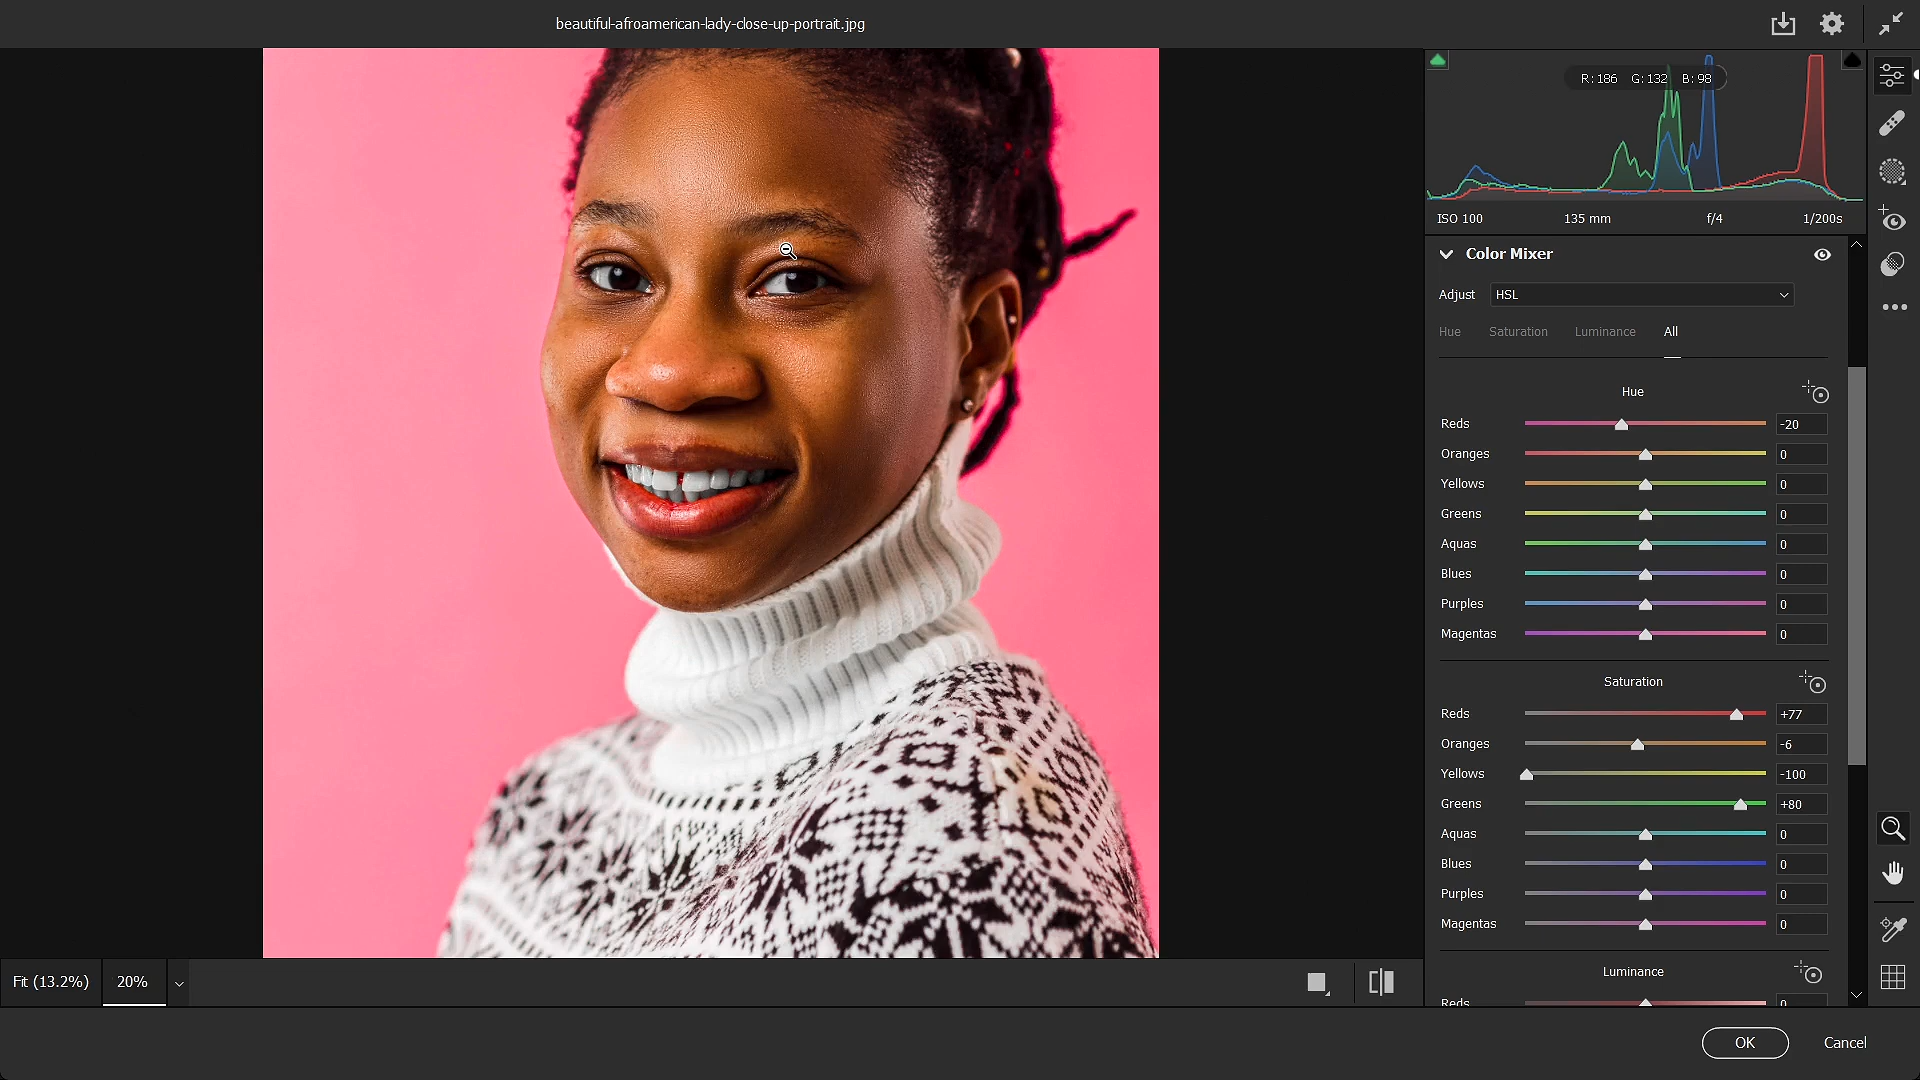 beautiful-afroamerican-lady-close-up-portrait.jpg
R: 186 G: 132 B: 98
ISO 100 135 mm f/4 1/200s
Color Mixer
Adjust HSL
Hue Saturation Luminance All
Hue
Reds -20
Oranges 0
Yellows 0
Greens 0
Aquas 0
Blues 0
Purples 0
Magentas 0
Saturation
Reds +77
Oranges -6
Yellows -100
Greens +80
Aquas 0
Blues 0
Purples 0
Magentas 0
Luminance
Reds 0
Fit (13.2%) 20%
OK Cancel